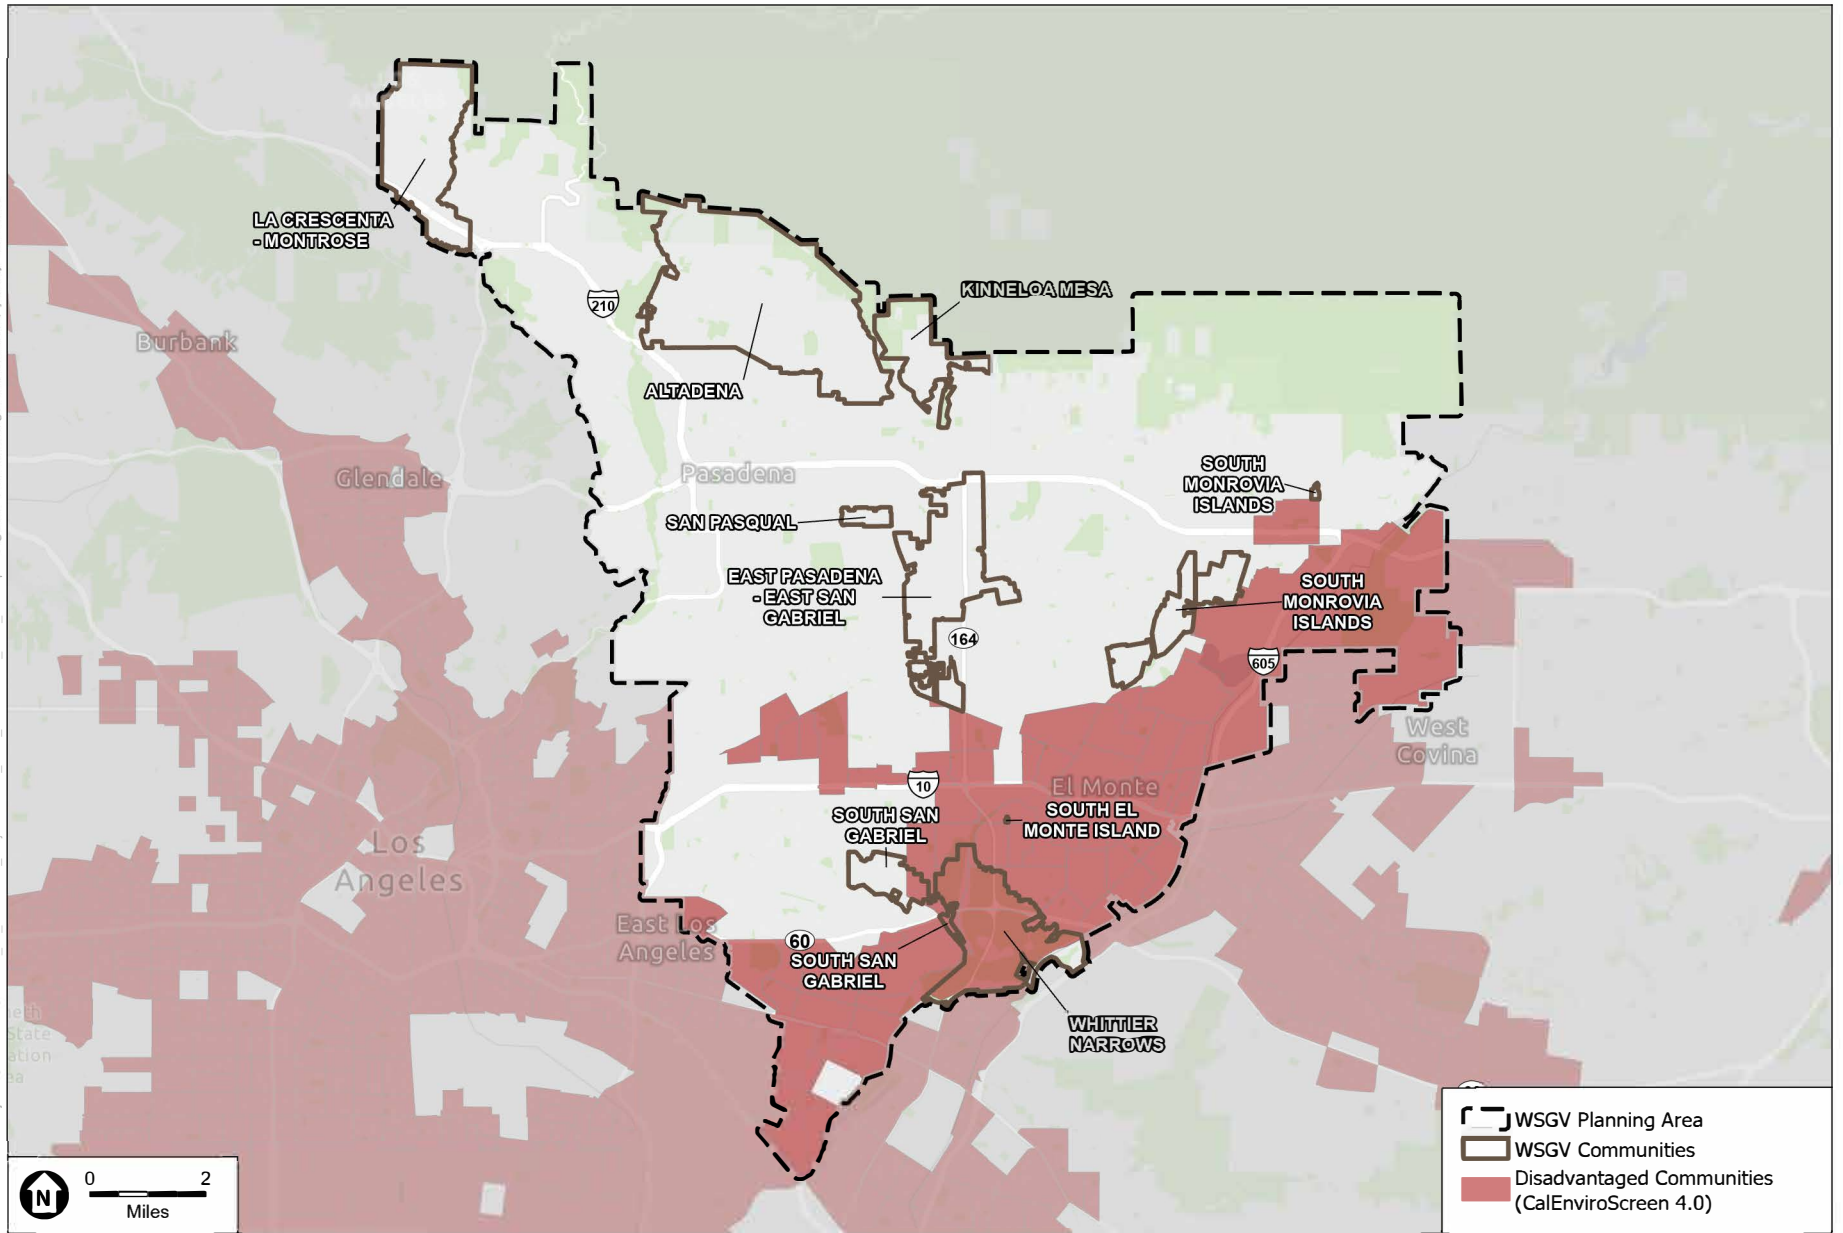 LA CRESCENTA
- MONTROSE
210
KINNELOA MESA
Burbank
ALTADENA
Glendale
Pasadena
SOUTH
MONROVIA
ISLANDS
SAN PASQUAL
EAST PASADENA
- EAST SAN
GABRIEL
SOUTH
MONROVIA
ISLANDS
164
605
West
Covina
10
El Monte
SOUTH SAN
GABRIEL
SOUTH EL
MONTE ISLAND
Los
Angeles
East Los
Angeles
60
SOUTH SAN
GABRIEL
WHITTIER
NARROWS
State
WSGV Planning Area
WSGV Communities
Disadvantaged Communities
(CalEnviroScreen 4.0)
N
0 2
Miles